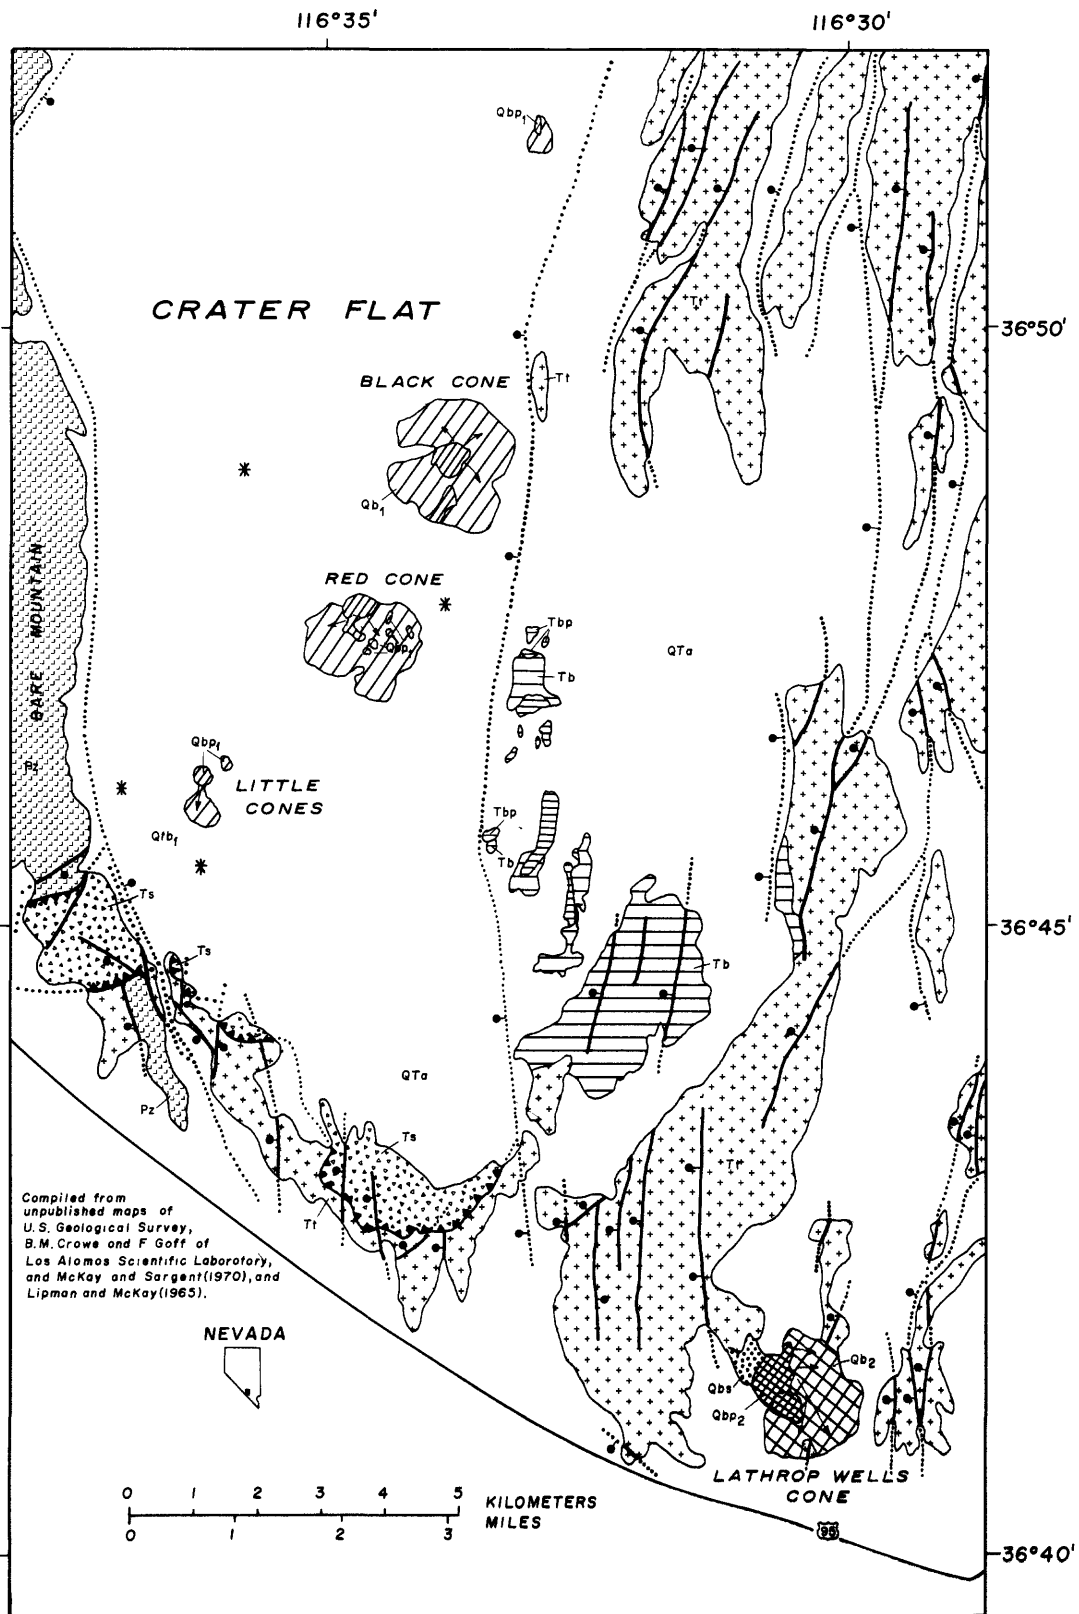 116°35'
116°30'
Qbp1
CRATER FLAT
Tt
36°50'
BLACK CONE
Tt
Qb1
BARE MOUNTAIN
RED CONE
Qbp1
Tbp
QTa
Tb
Pz
Qbp1
LITTLE
CONES
Qtb1
Tbp
Tb
Ts
Ts
36°45'
Tb
QTa
Pz
Ts
Tt
Tt
Compiled from
unpublished maps of
U.S. Geological Survey,
B.M. Crowe and F Goff of
Los Alamos Scientific Laboratory,
and McKay and Sargent(1970), and
Lipman and McKay(1965).
NEVADA
Qb2
Qbs
Qbp2
LATHROP WELLS
CONE
0 1 2 3 4 5
KILOMETERS
MILES
0 1 2 3
95
36°40'